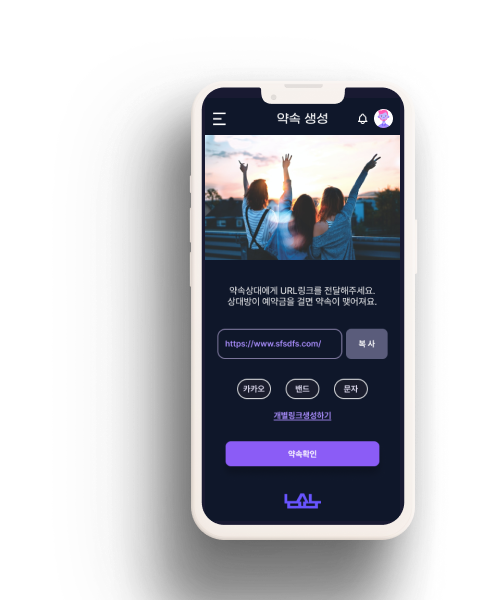 약속 생성
약속상대에게 URL링크를 전달해주세요.
상대방이 예약금을 걸면 약속이 맺어져요.
https://www.sfsdfs.com/
복 사
카카오
밴드
문자
개별링크생성하기
약속확인